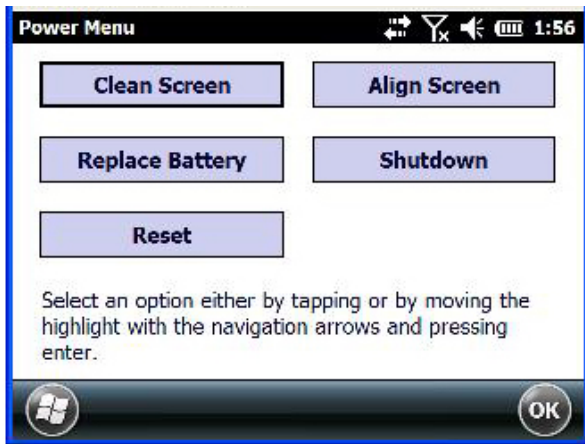 Power Menu 1:56
Clean Screen Align Screen
Replace Battery Shutdown
Reset
Select an option either by tapping or by moving the
highlight with the navigation arrows and pressing
enter.
OK